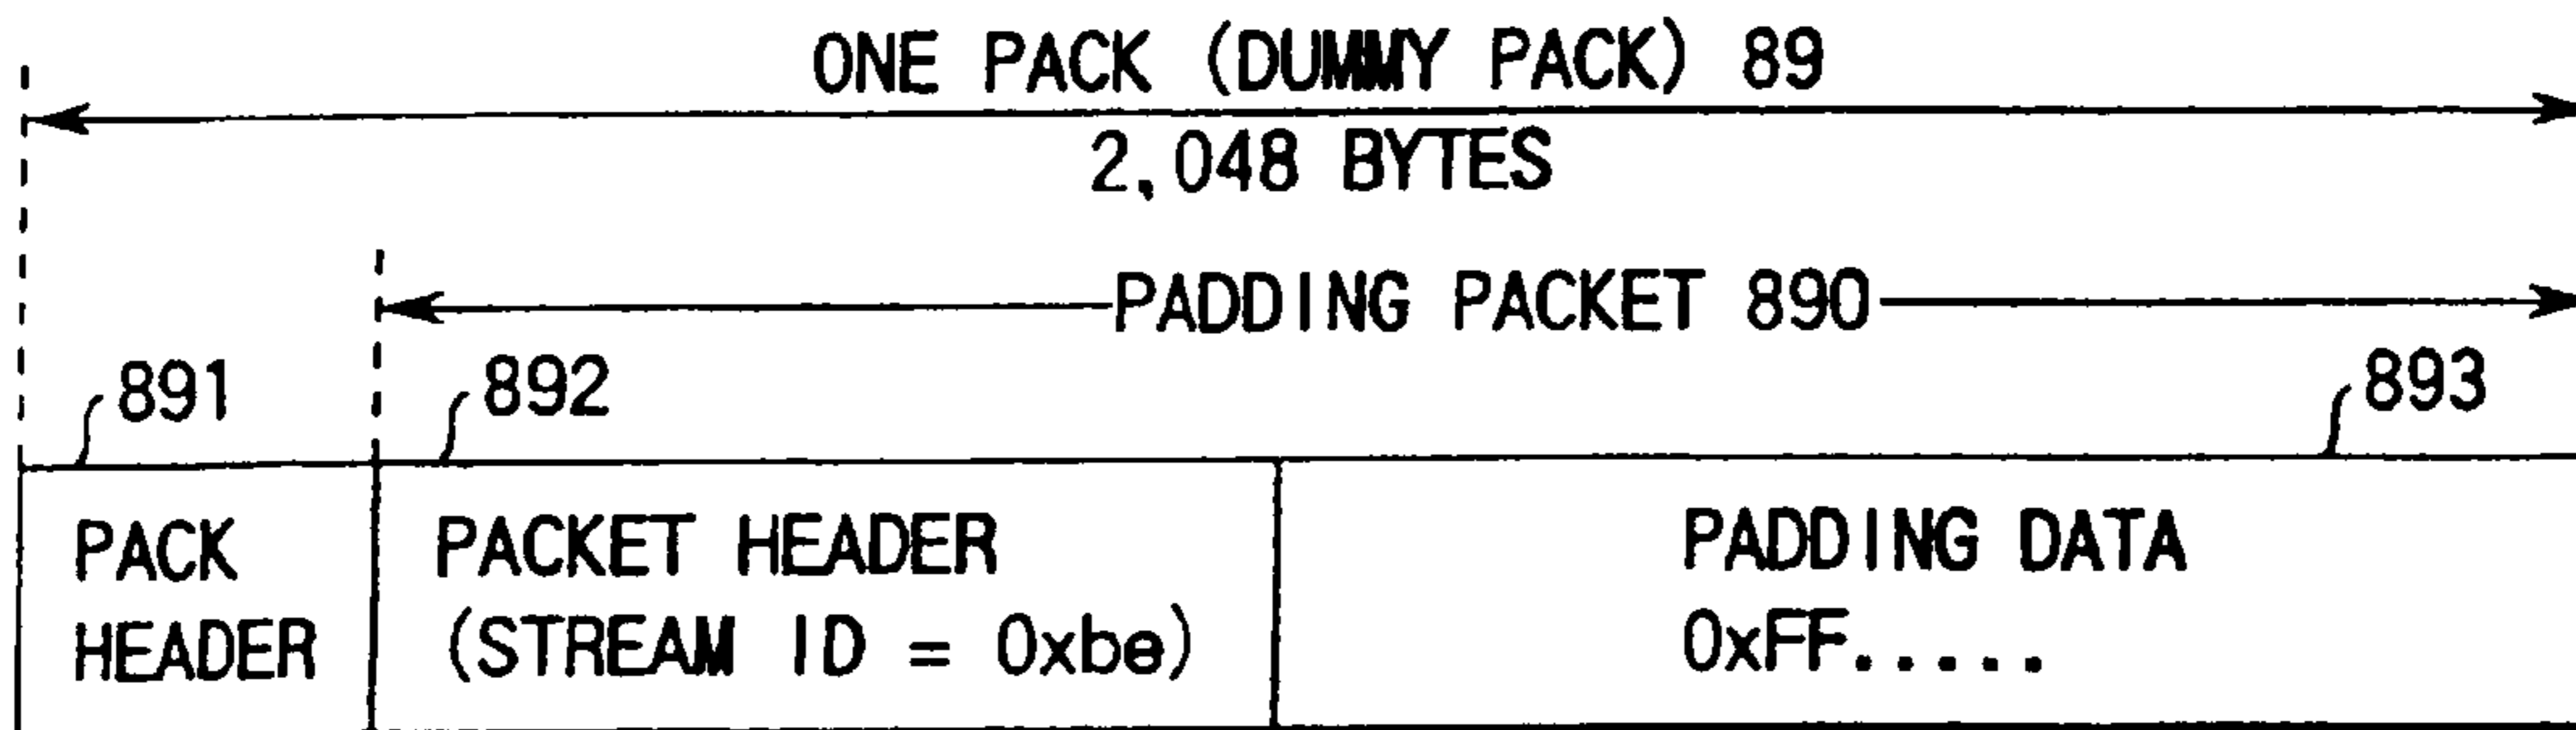 ONE PACK (DUMMY PACK) 89
2,048 BYTES
PADDING PACKET 890
891
892
893
PACK
HEADER
PACKET HEADER
(STREAM ID = 0xbe)
PADDING DATA
0xFF.....